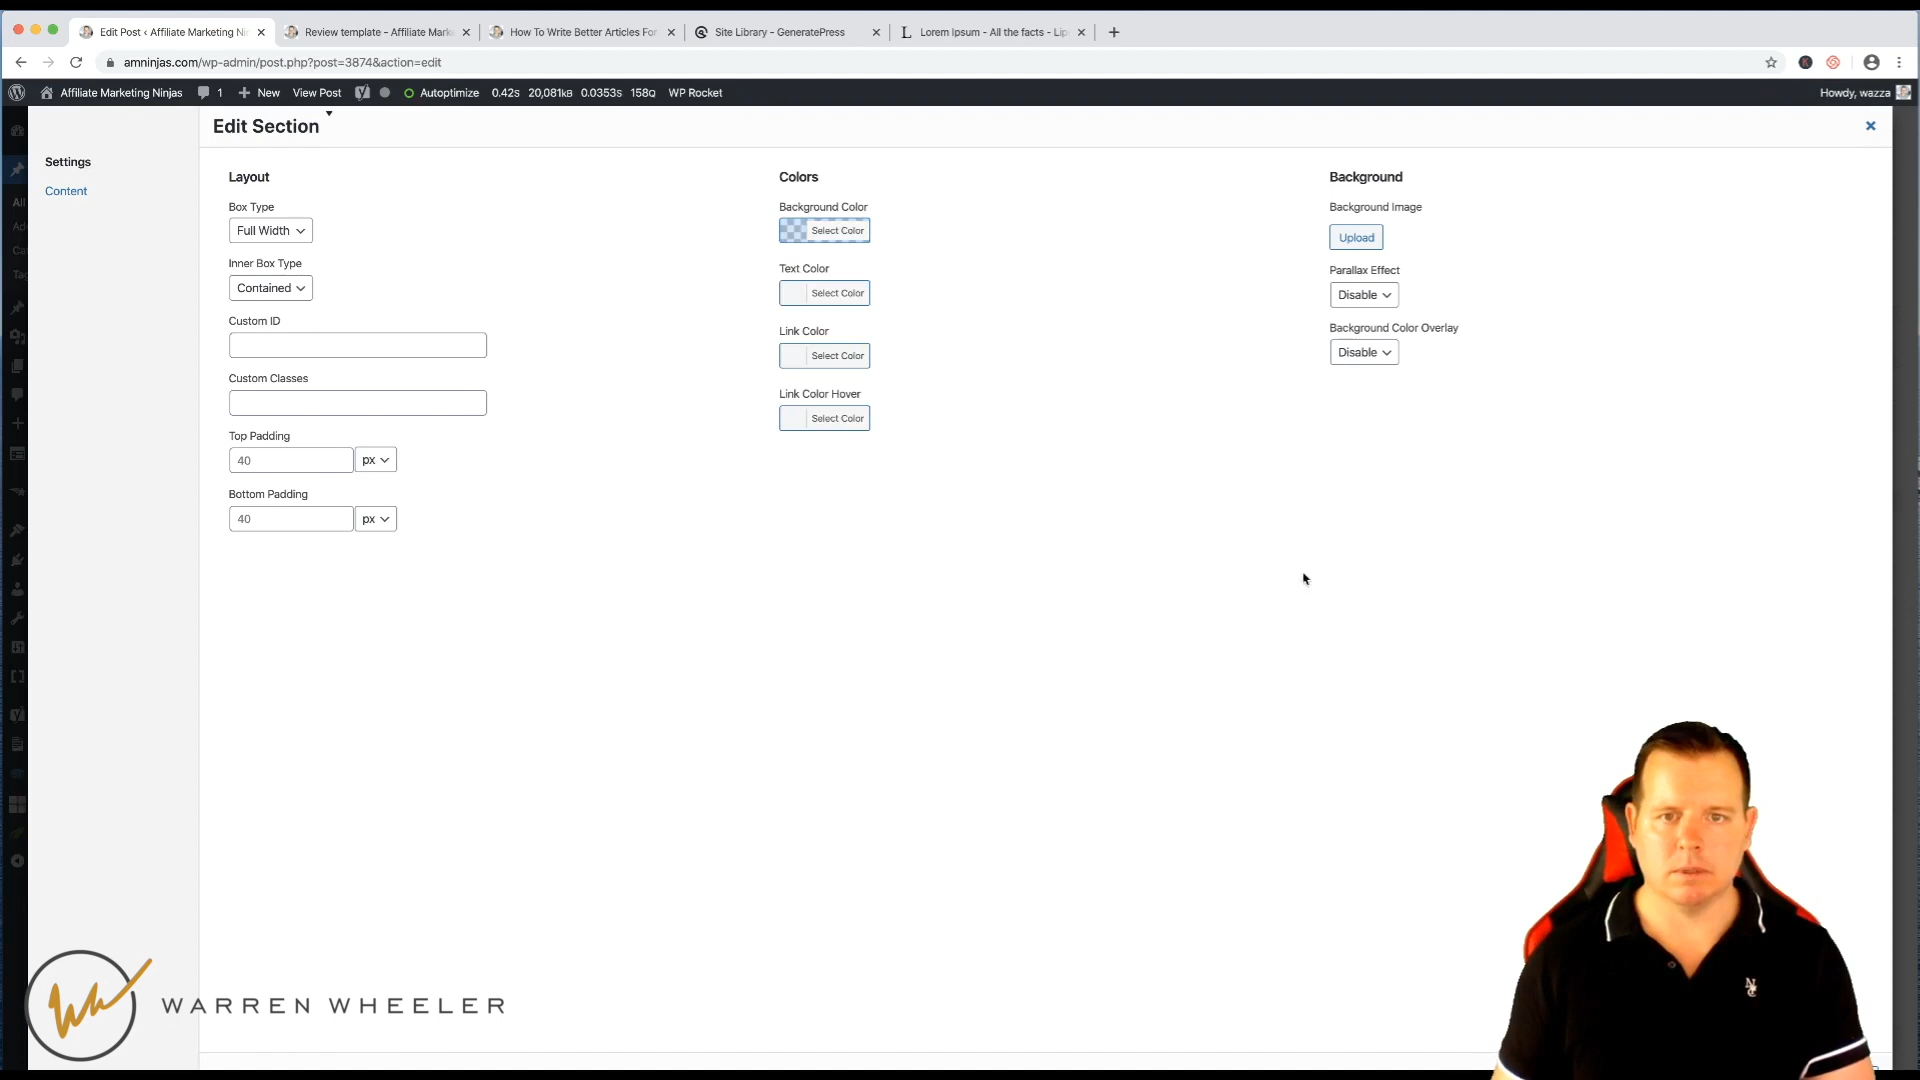 Edit Post ‹ Affiliate Marketing Nin
Review template - Affiliate Mark
How To Write Better Articles For
Site Library - GeneratePress
Lorem Ipsum - All the facts - Lip
amninjas.com/wp-admin/post.php?post=3874&action=edit
Affiliate Marketing Ninjas 1 New View Post Autoptimize 0.42s 20,081KB 0.0353s 158Q WP Rocket
Howdy, wazza
Edit Section
Settings
Content
All
Ad
Ca
Tag
Layout
Box Type
Full Width
Inner Box Type
Contained
Custom ID
Custom Classes
Top Padding
40 px
Bottom Padding
40 px
Colors
Background Color
Select Color
Text Color
Select Color
Link Color
Select Color
Link Color Hover
Select Color
Background
Background Image
Upload
Parallax Effect
Disable
Background Color Overlay
Disable
WARREN WHEELER